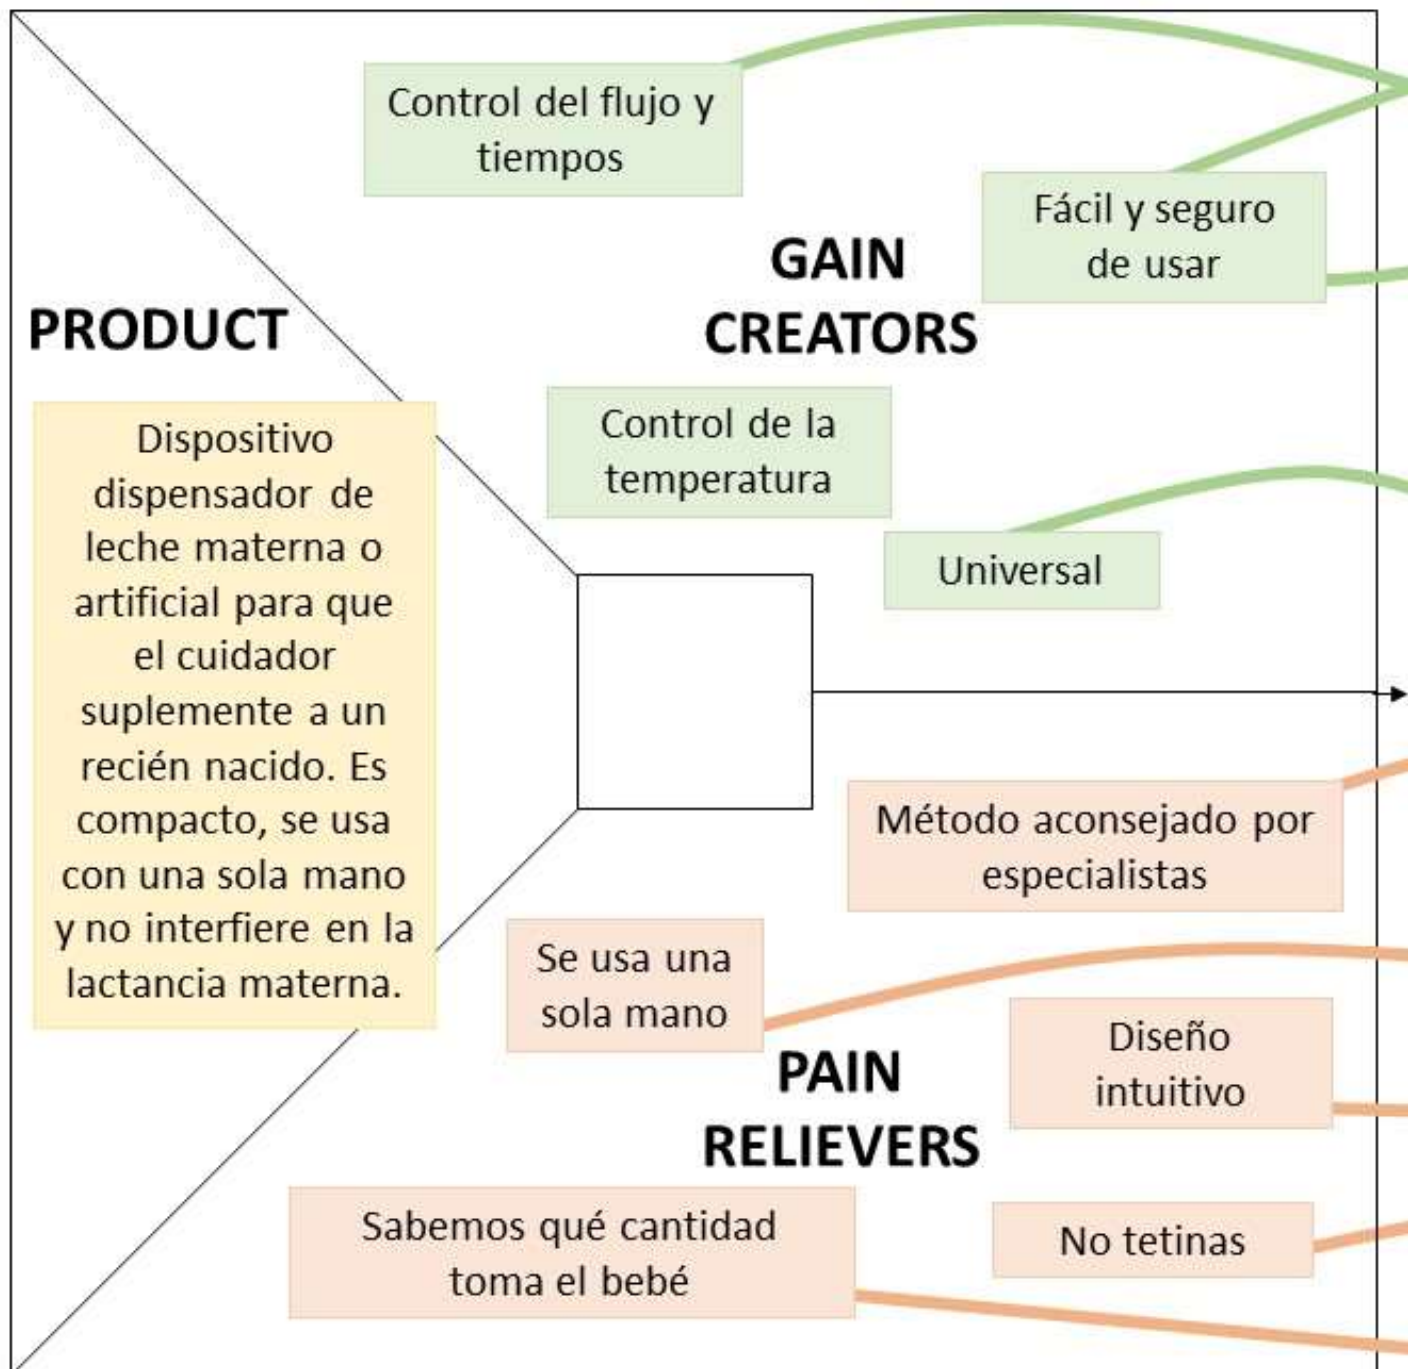 Control del flujo y
tiempos
Fácil y seguro
de usar
GAIN
CREATORS
PRODUCT
Control de la
temperatura
Universal
Dispositivo
dispensador de
leche materna o
artificial para que
el cuidador
suplemente a un
recién nacido. Es
compacto, se usa
con una sola mano
y no interfiere en la
lactancia materna.
Método aconsejado por
especialistas
Se usa una
sola mano
Diseño
intuitivo
PAIN
RELIEVERS
Sabemos qué cantidad
toma el bebé
No tetinas